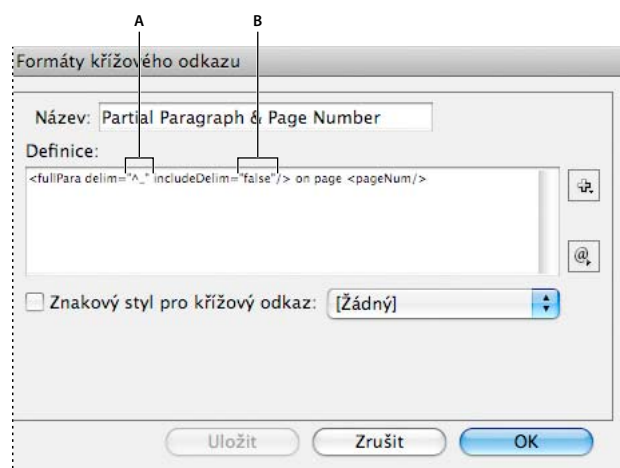 A B
Formáty křížového odkazu
Název: Partial Paragraph & Page Number
Definice:
<fullPara delim="^_" includeDelim="false"/> on page <pageNum/>
@
Znakový styl pro křížový odkaz: [Žádný]
Uložit Zrušit OK